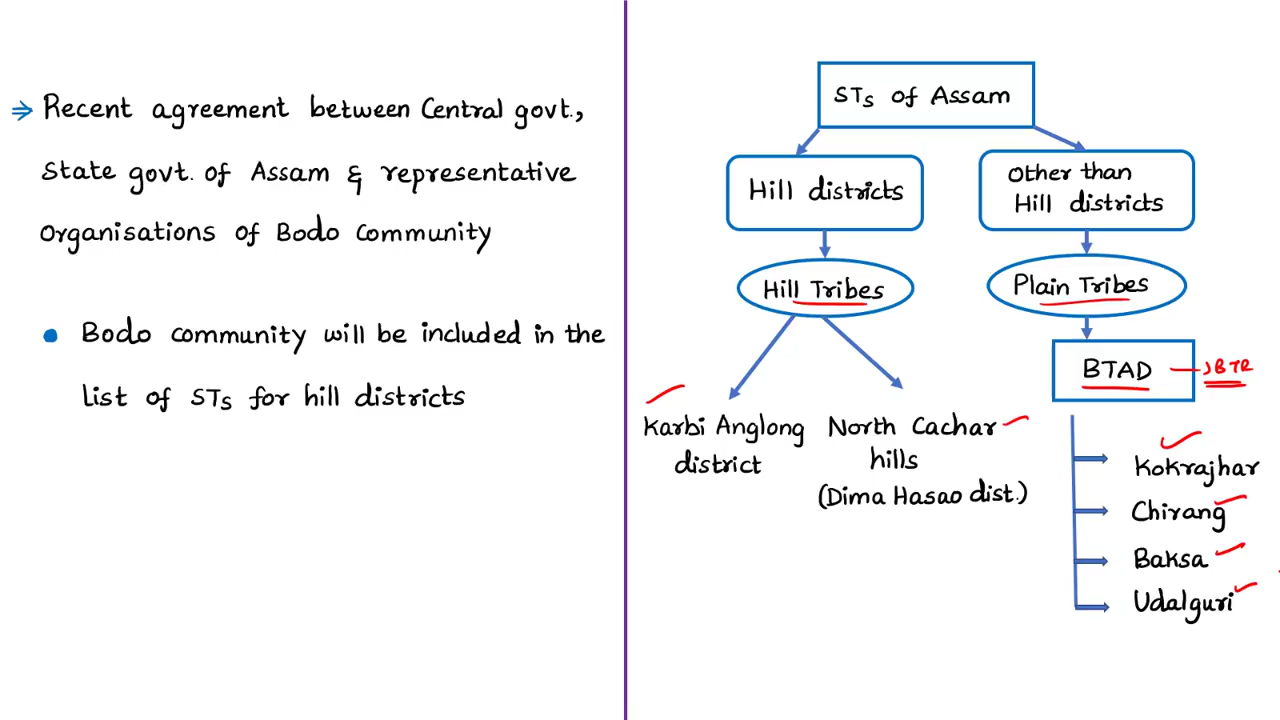 ⇒ Recent agreement between Central govt.,
State govt. of Assam & representative
Organisations of Bodo Community
• Bodo community will be included in the
list of STs for hill districts
STs of Assam
Hill districts
Other than
Hill districts
Hill Tribes
Plain Tribes
BTAD
BTR
Karbi Anglong
district
North Cachar
hills
(Dima Hasao dist.)
Kokrajhar
Chirang
Baksa
Udalguri